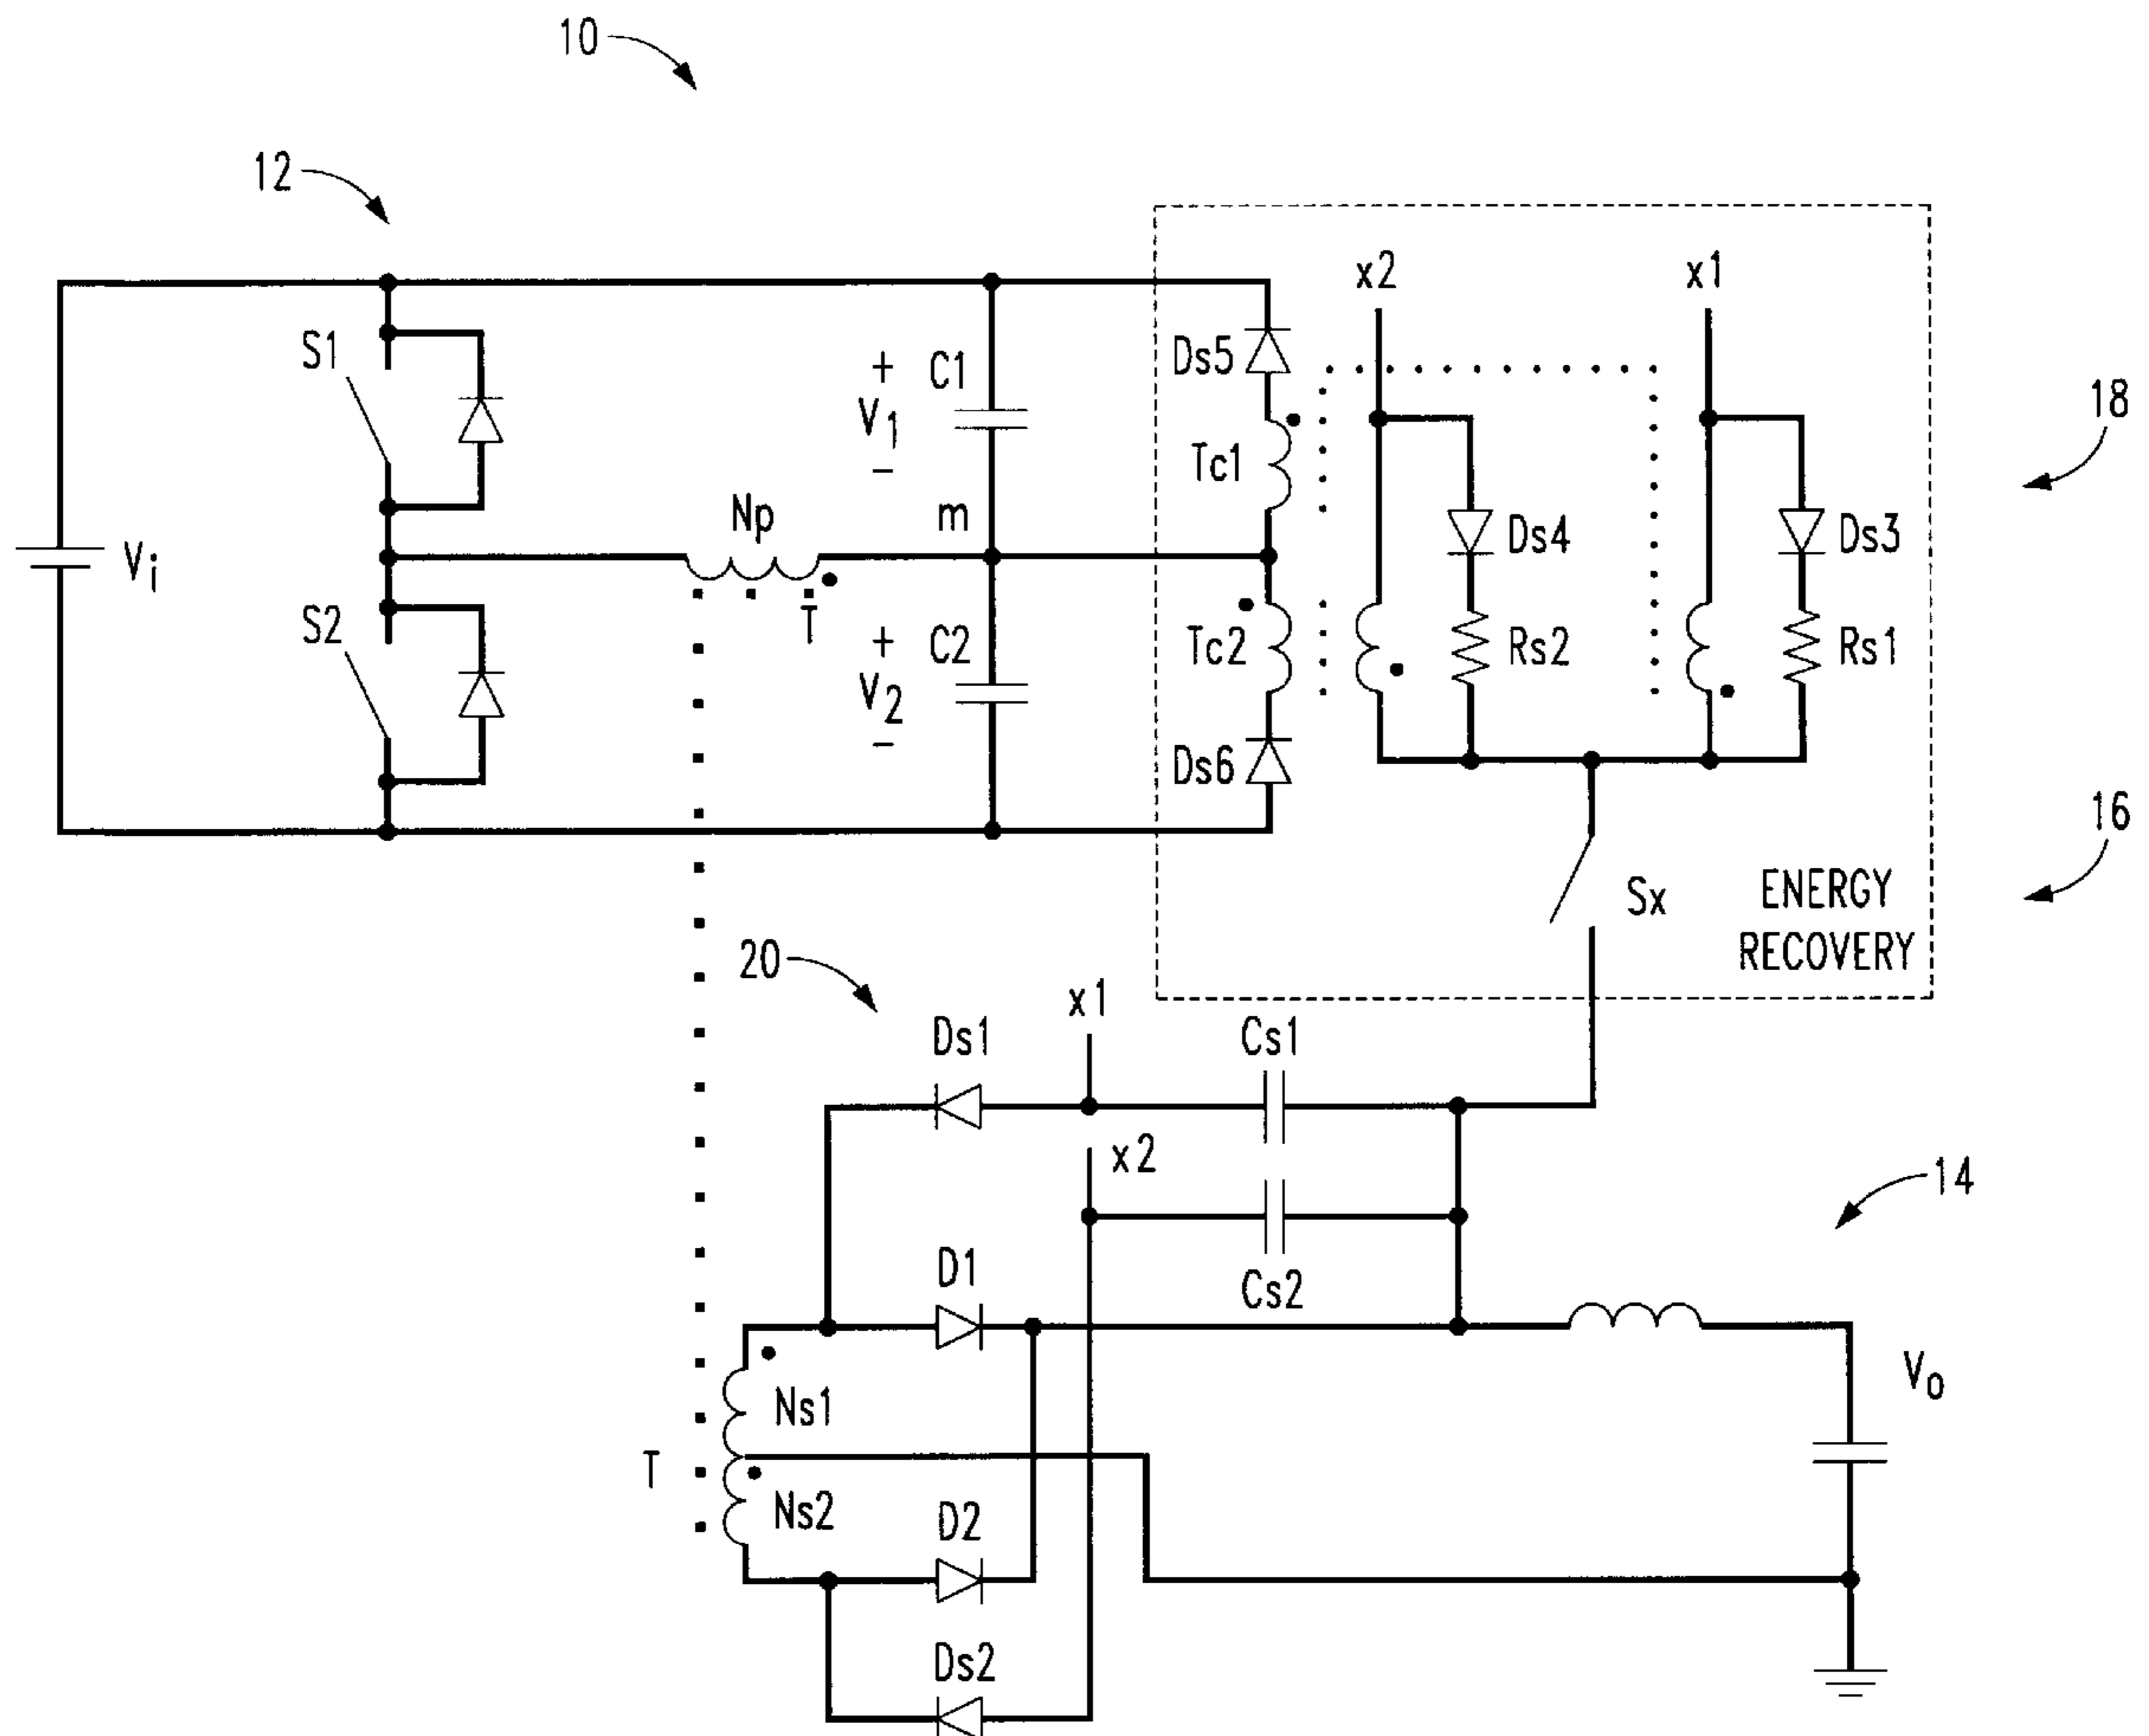 10
12
x2
x1
S1
+
C1
Ds5
V1
18
Tc1
–
Np
m
Ds4
Ds3
Vi
S2
T
+
C2
Tc2
Rs2
Rs1
V2
–
Ds6
16
Sx
ENERGY
RECOVERY
20
x1
Ds1
Cs1
x2
14
D1
Cs2
Vo
Ns1
T
Ns2
D2
Ds2